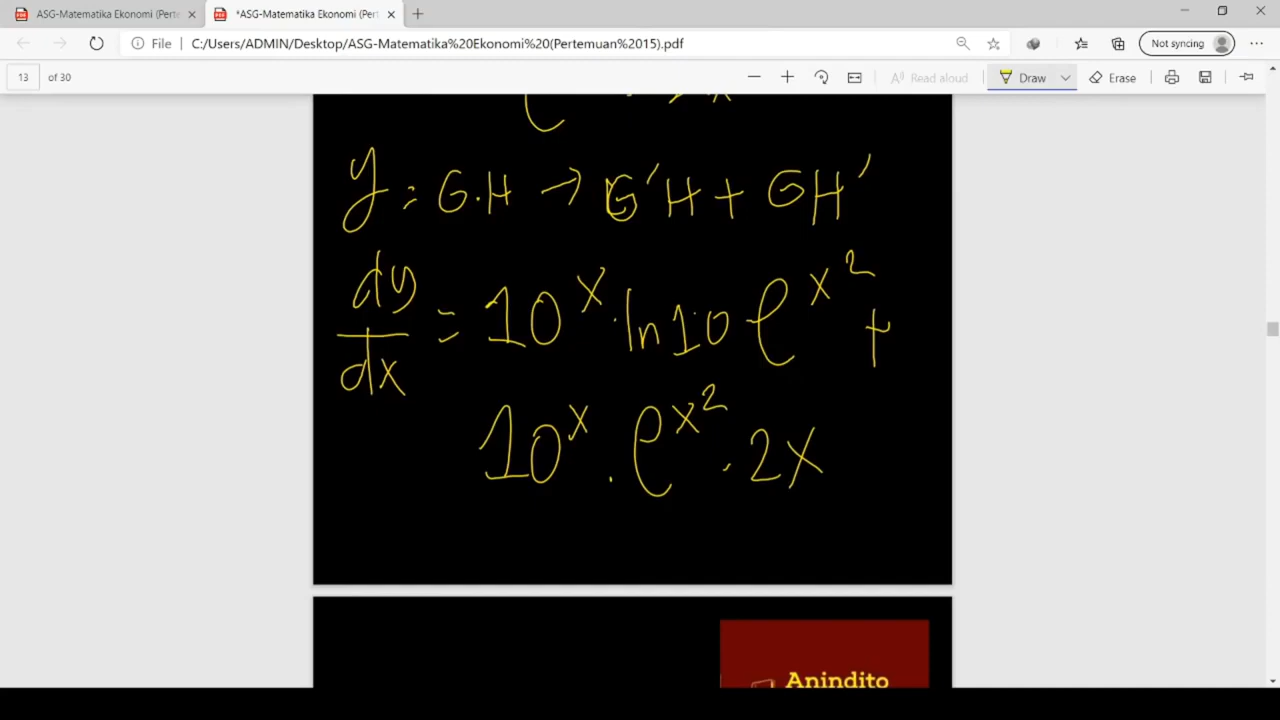 ASG-Matematika Ekonomi (Perte
*ASG-Matematika Ekonomi (Pert
File
C:/Users/ADMIN/Desktop/ASG-Matematika%20Ekonomi%20(Pertemuan%2015).pdf
Not syncing
13 of 30
Read aloud
Draw
Erase
y = G.H → G'H + GH'
dy/dx = 10^x . ln 10 e^x^2 +
10^x . e^x^2 . 2x
Anindito